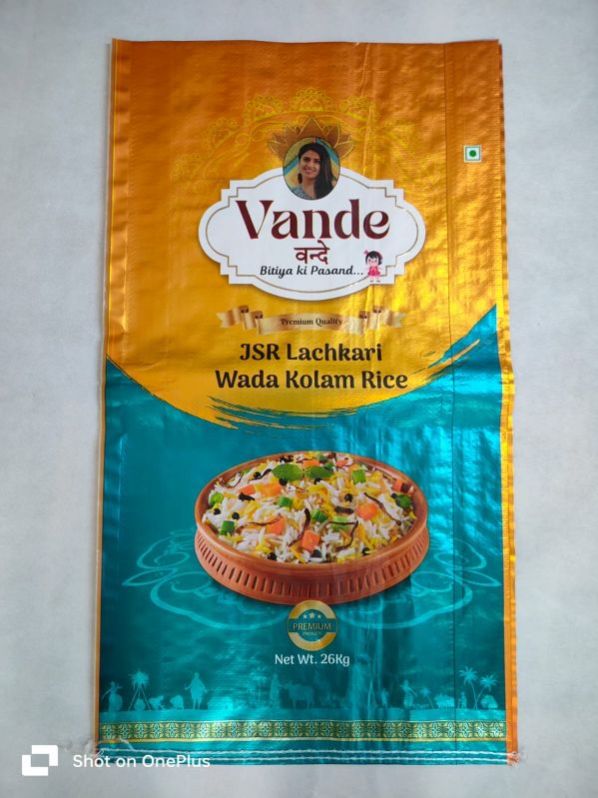 Vande
वन्दे
Bitiya ki Pasand...
Premium Quality
JSR Lachkari
Wada Kolam Rice
PREMIUM
Net Wt. 26Kg
Shot on OnePlus